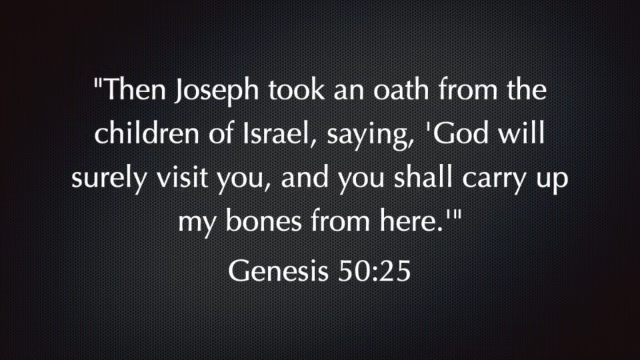 "Then Joseph took an oath from the
children of Israel, saying, 'God will
surely visit you, and you shall carry up
my bones from here.'"
Genesis 50:25